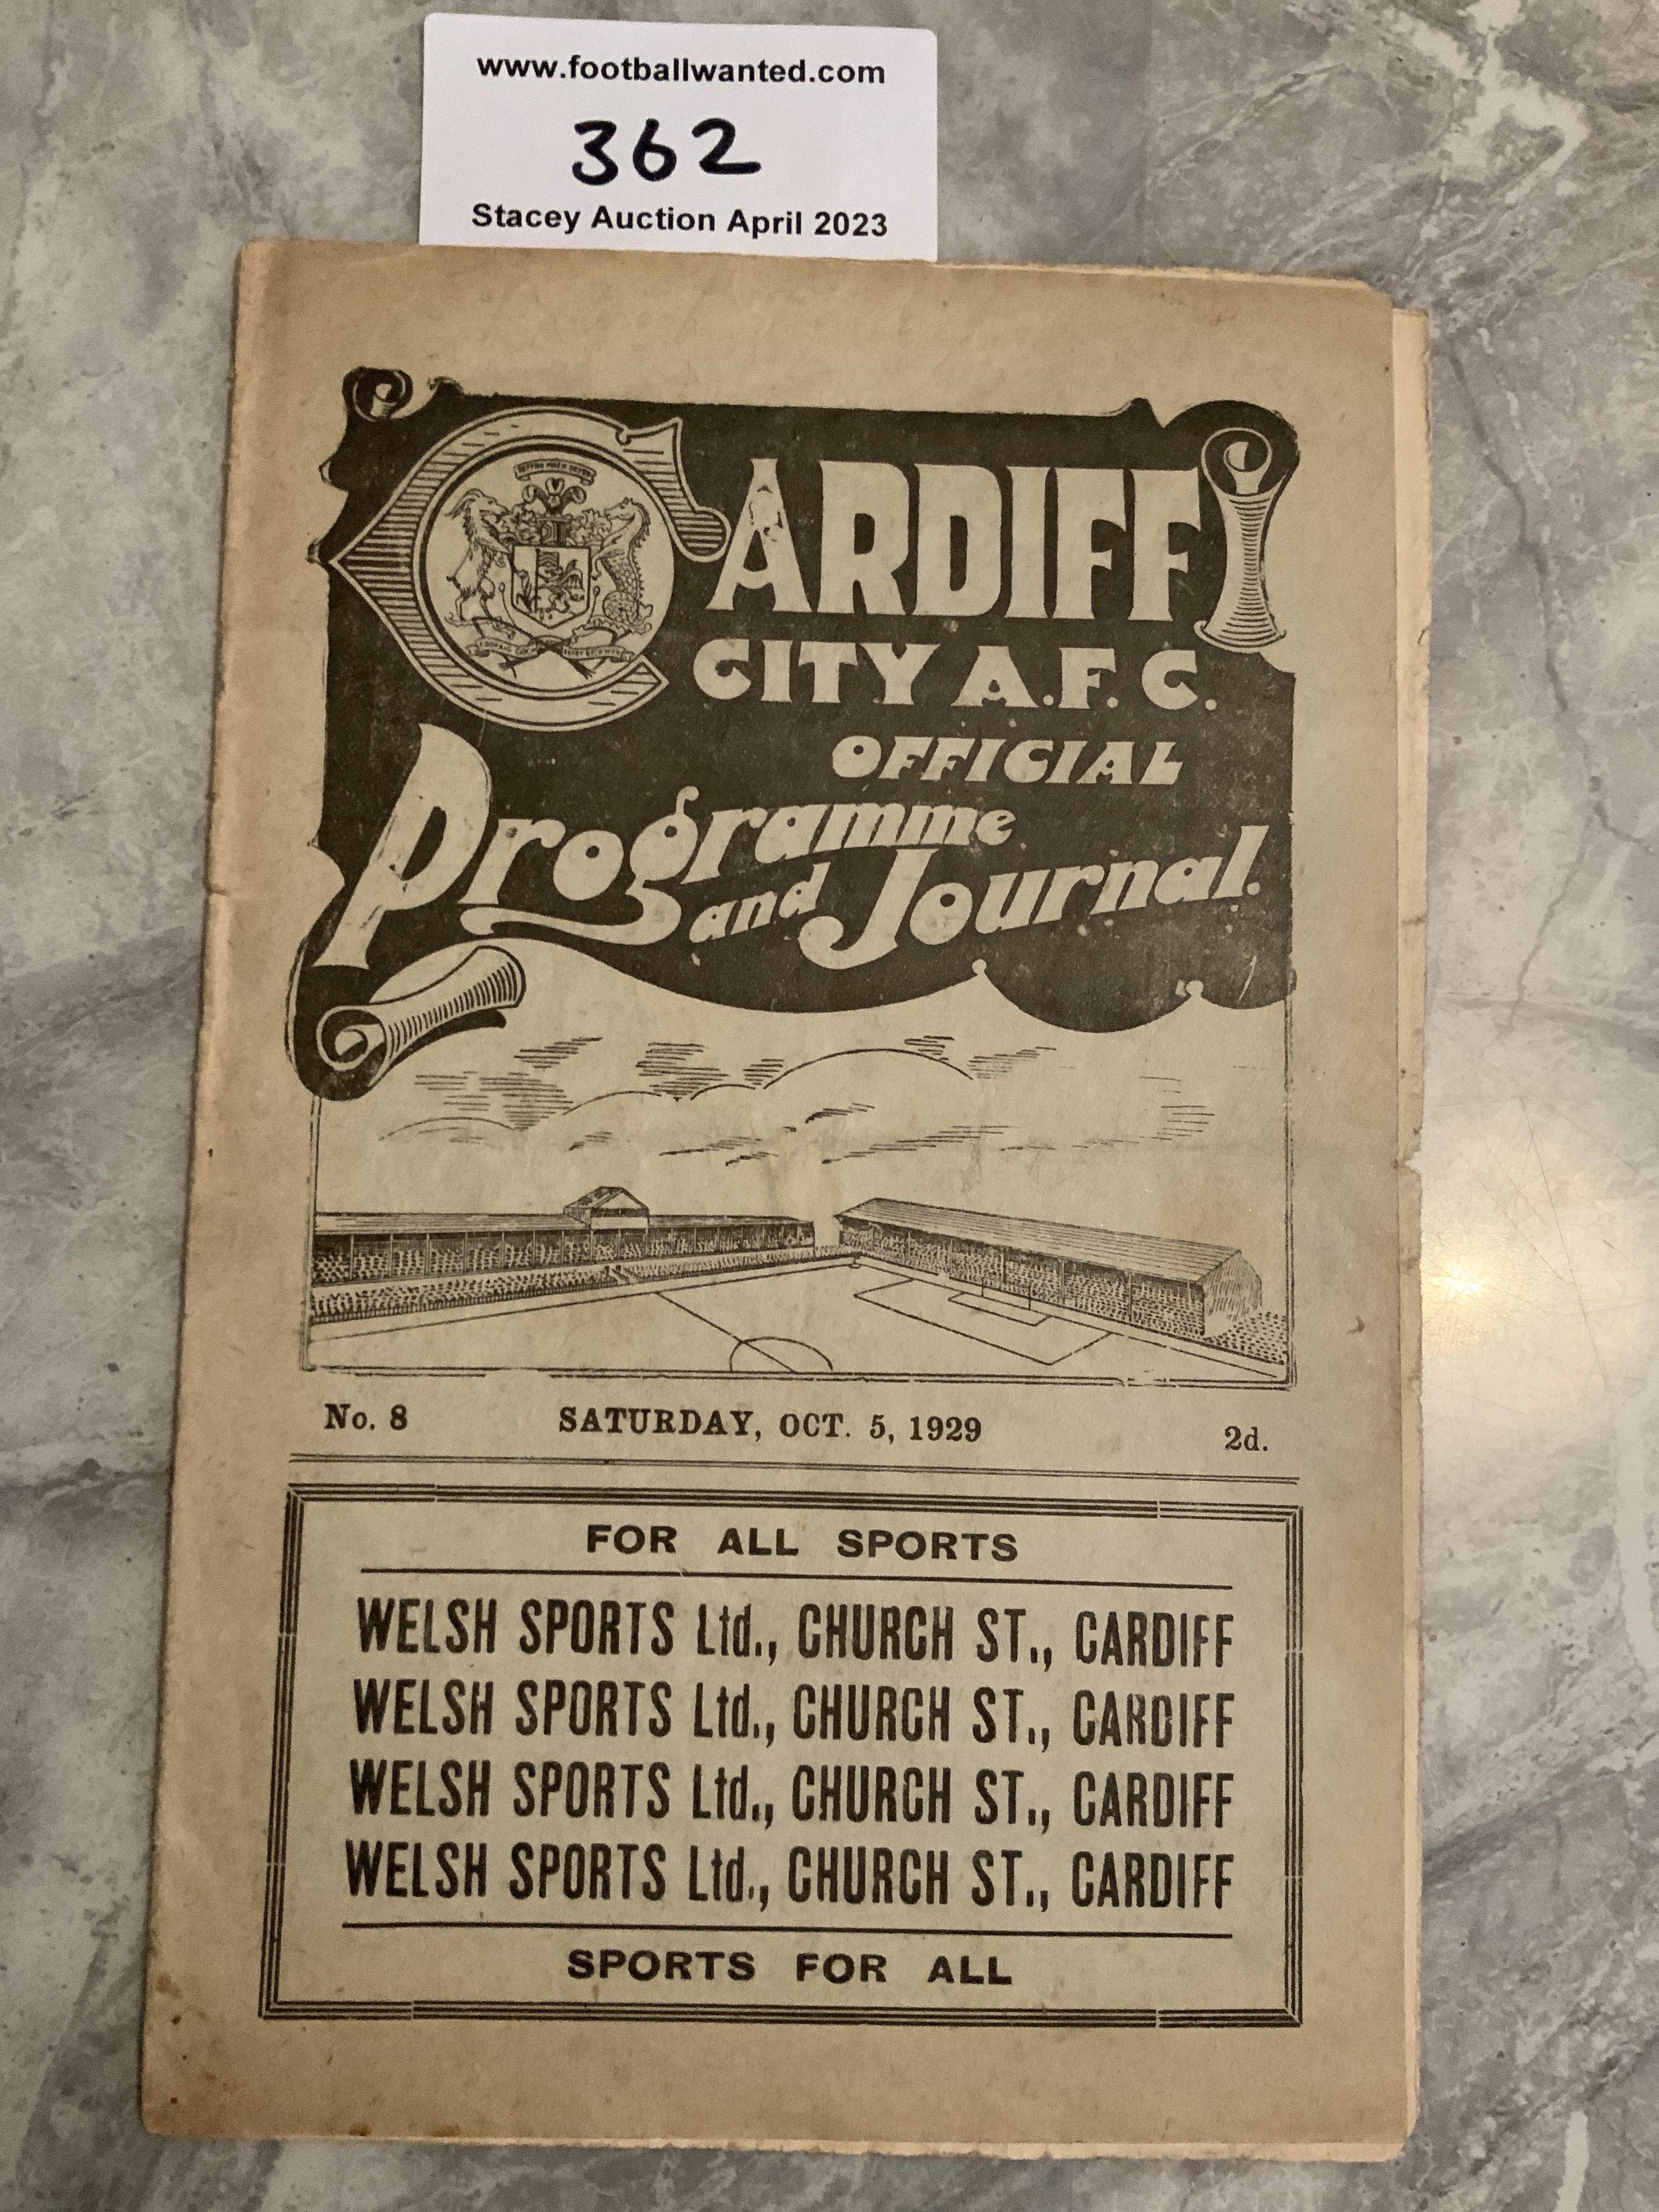 www.footballwanted.com
362
Stacey Auction April 2023
CARDIFF
CITY A.F.C.
OFFICIAL
Programme
and Journal.
No. 8 SATURDAY, OCT. 5, 1929 2d.
FOR ALL SPORTS
WELSH SPORTS Ltd., CHURCH ST., CARDIFF
WELSH SPORTS Ltd., CHURCH ST., CARDIFF
WELSH SPORTS Ltd., CHURCH ST., CARDIFF
WELSH SPORTS Ltd., CHURCH ST., CARDIFF
SPORTS FOR ALL